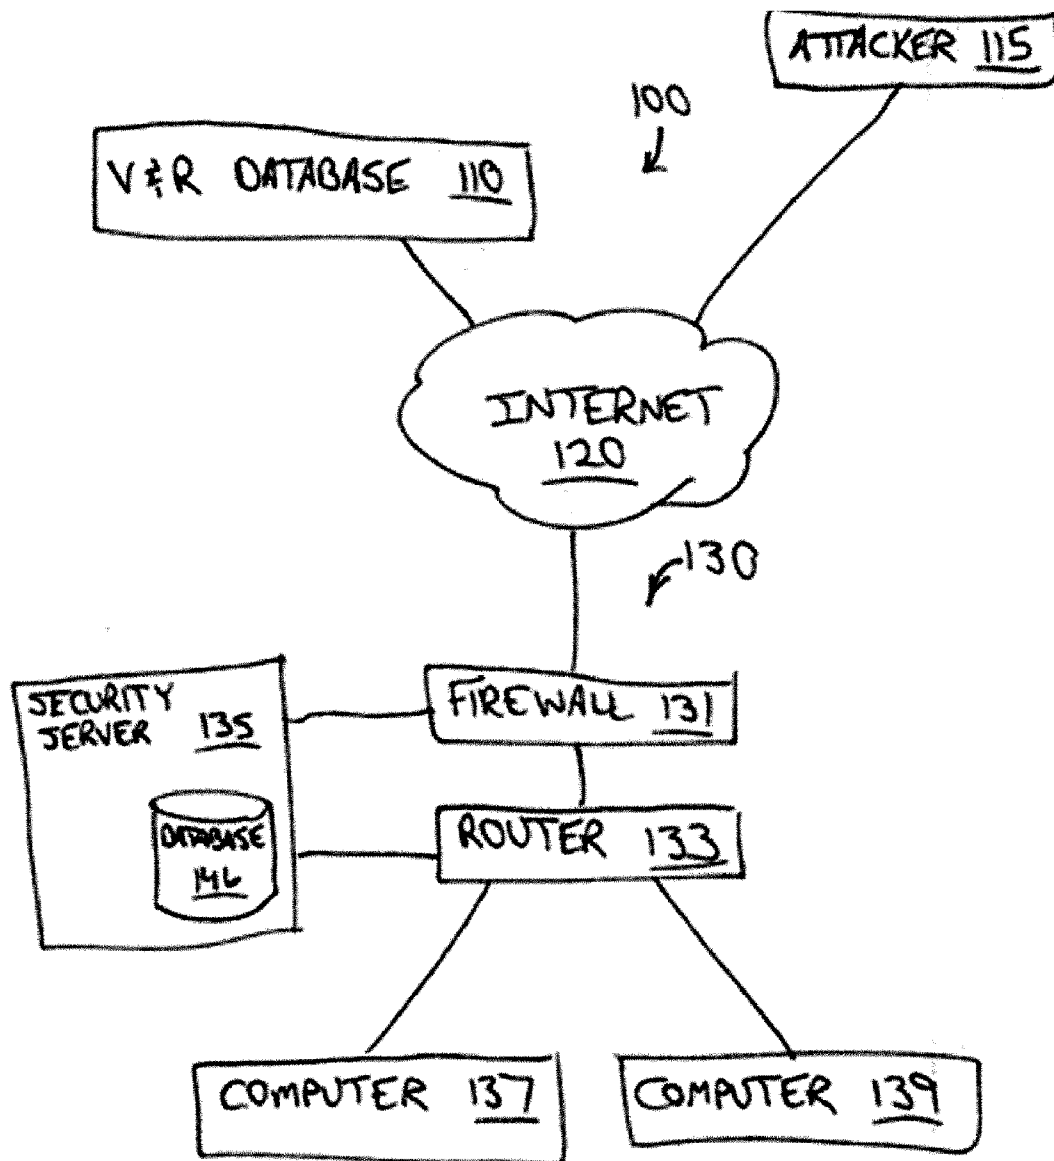 ATTACKER 115
100
V & R DATABASE 110
INTERNET
120
130
SECURITY
SERVER 135
FIREWALL 131
DATABASE
146
ROUTER 133
COMPUTER 137
COMPUTER 139